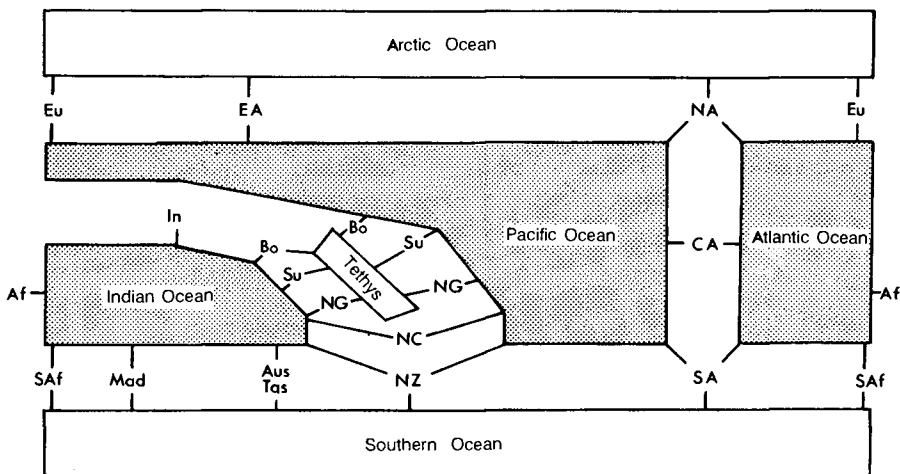 Arctic Ocean
Eu EA NA Eu
In Bo Pacific Ocean CA Atlantic Ocean
Bo Su
Su Tethys
Af Indian Ocean NG NG Af
NC
SAf Mad Aus NZ SA SAf
Tas
Southern Ocean